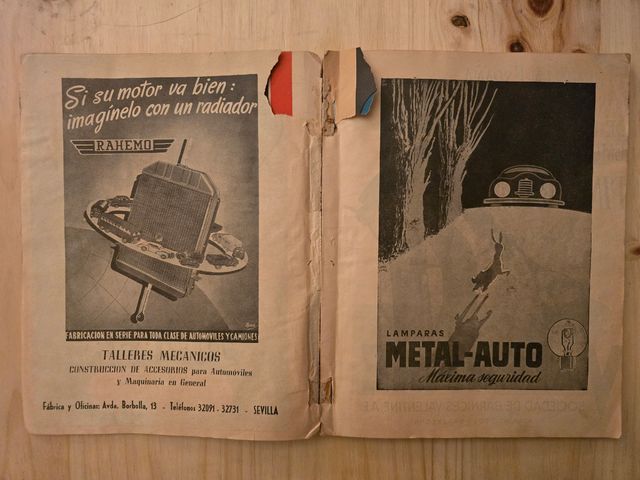 Si su motor va bien:
imagínelo con un radiador
RAHEMO
FABRICACION EN SERIE PARA TODA CLASE DE AUTOMOVILES Y CAMIONES
TALLERES MECANICOS
CONSTRUCCION DE ACCESORIOS para Automóviles
y Maquinaria en General
Fábrica y Oficinas: Avda. Borbolla, 13 - Teléfonos 32091 - 32731 - SEVILLA
LAMPARAS
METAL-AUTO
Máxima seguridad